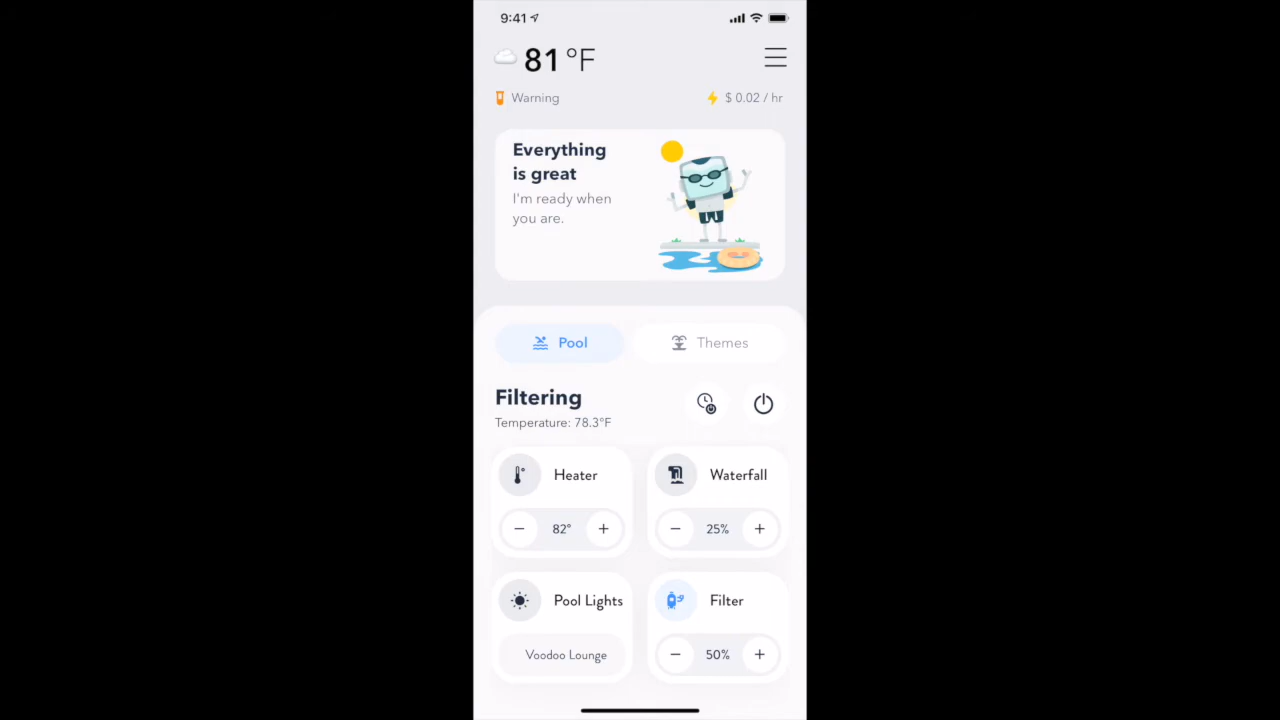 9:41
81 °F
Warning
$ 0.02 / hr
Everything
is great
I'm ready when
you are.
Pool
Themes
Filtering
Temperature: 78.3°F
Heater
Waterfall
− 82° +
− 25% +
Pool Lights
Filter
Voodoo Lounge
− 50% +